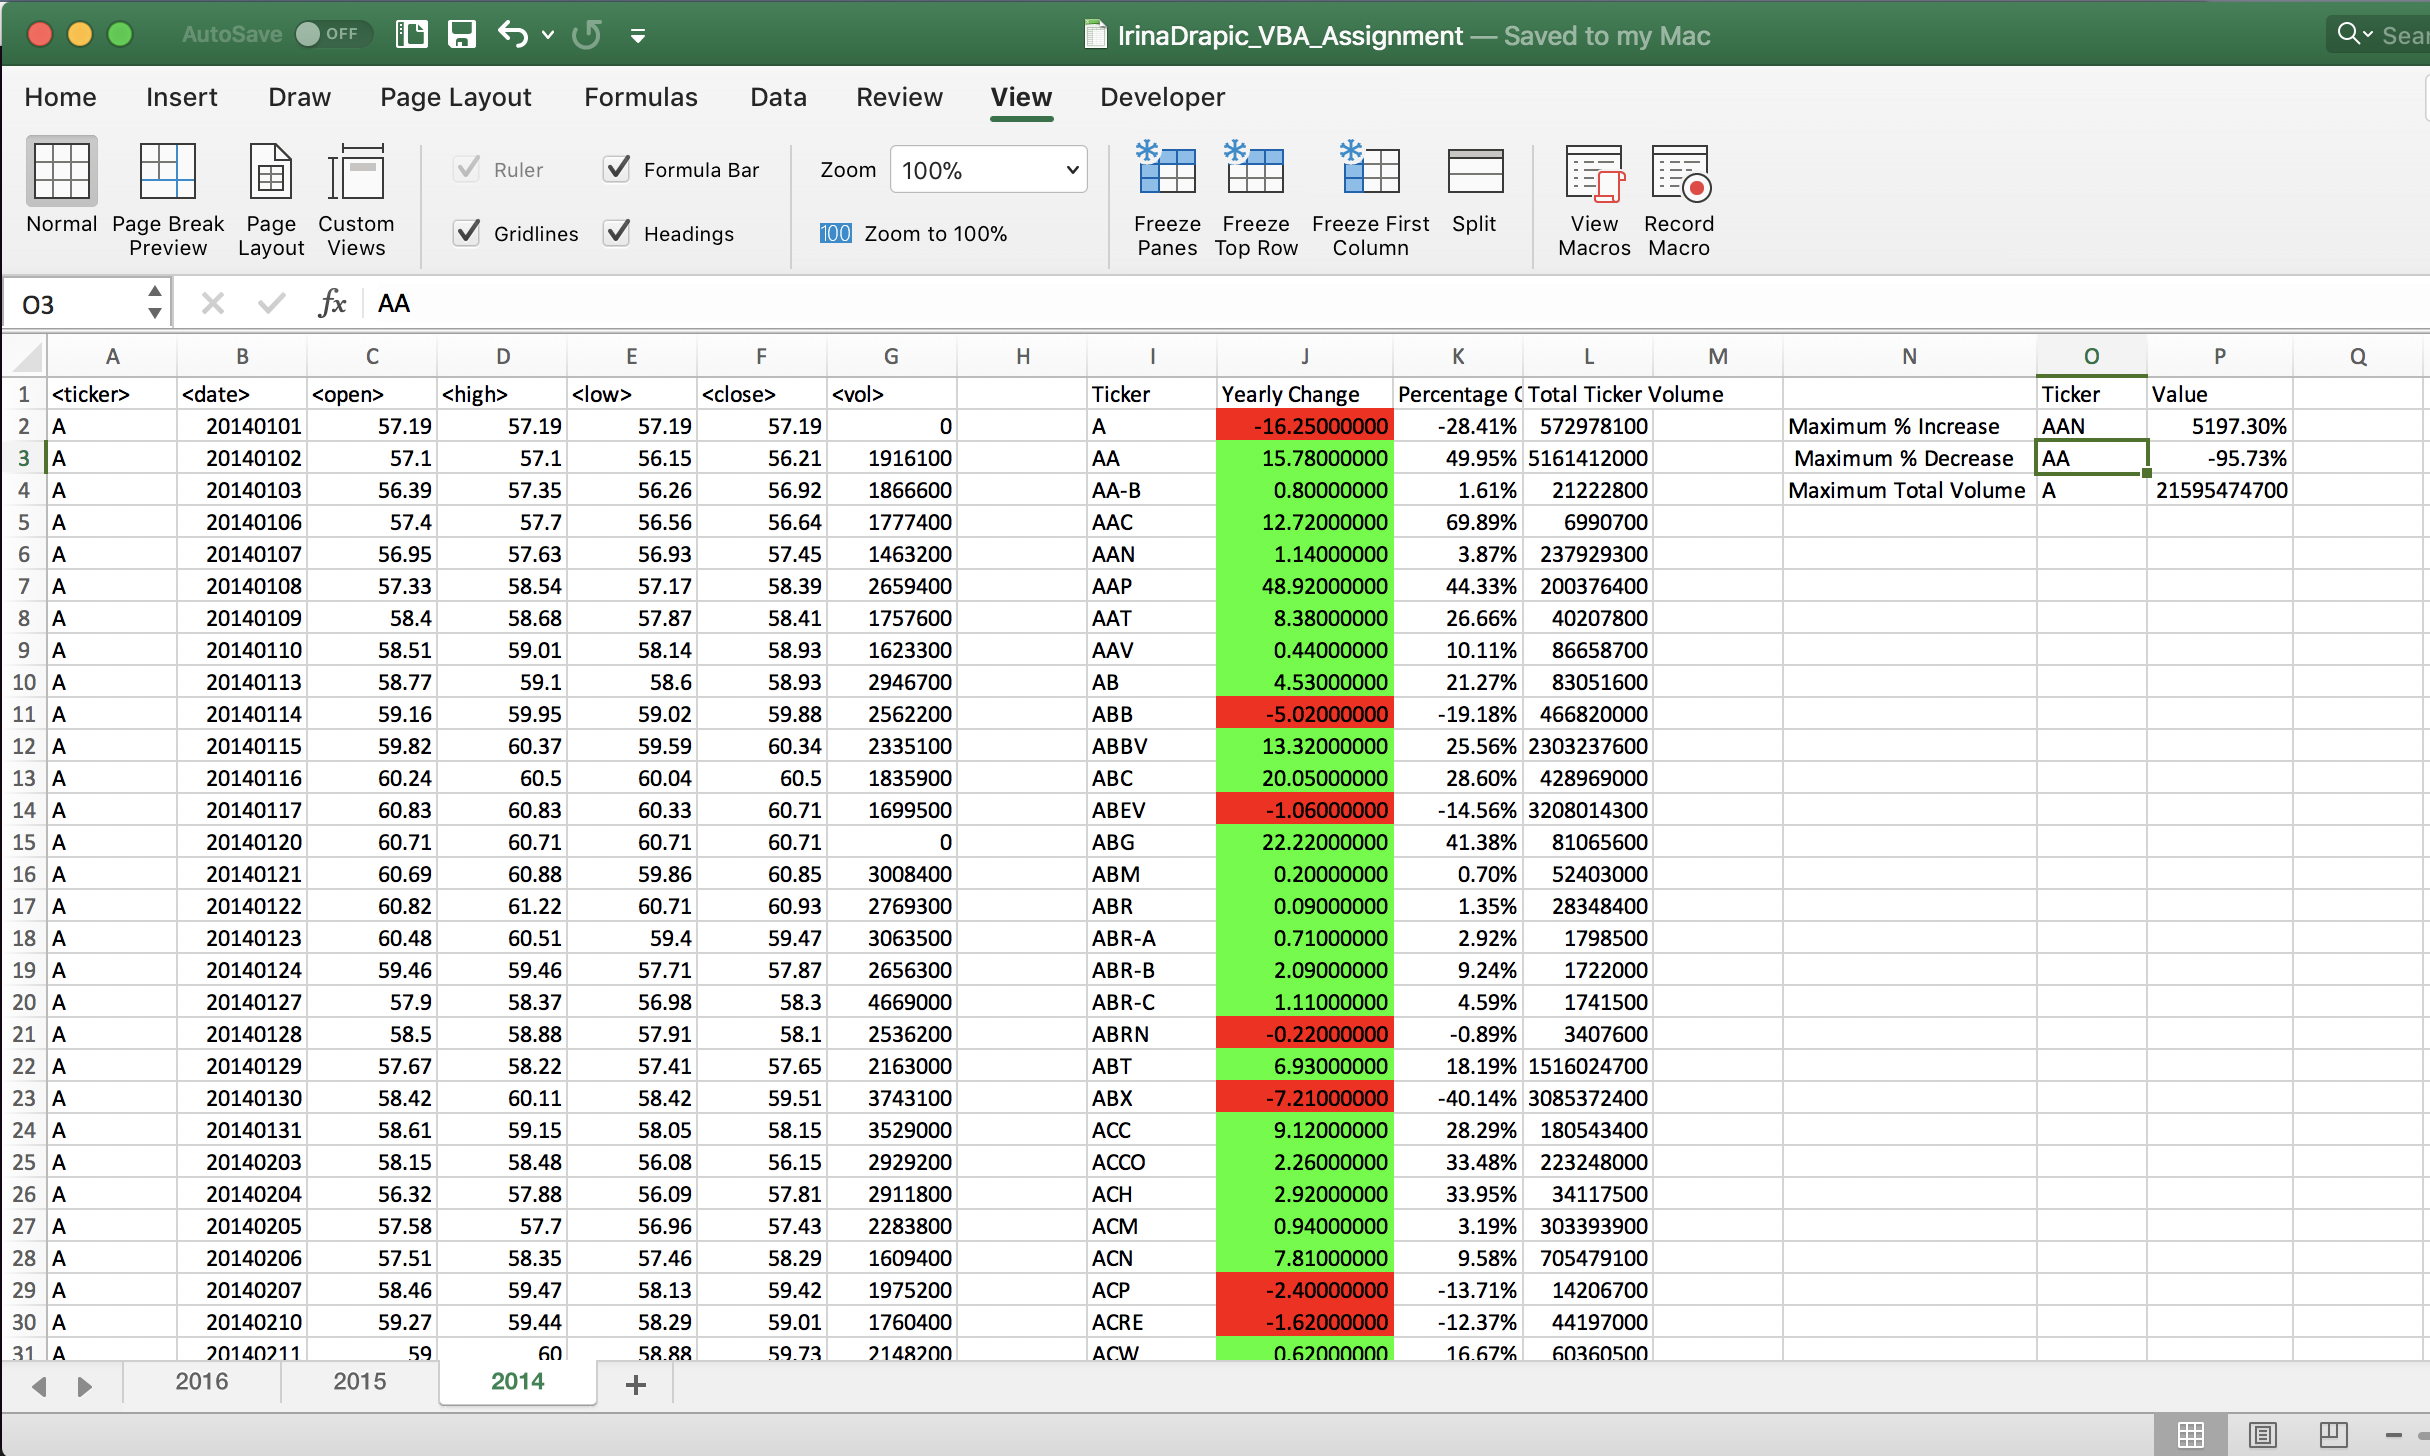 AutoSave OFF IrinaDrapic_VBA_Assignment — Saved to my Mac
Home Insert Draw Page Layout Formulas Data Review View Developer
Normal Page Break Preview Page Layout Custom Views Ruler Formula Bar Gridlines Headings Zoom 100% 100 Zoom to 100% Freeze Panes Freeze Top Row Freeze First Column Split View Macros Record Macro
O3 fx AA
A B C D E F G H I J K L M N O P Q
1 <ticker> <date> <open> <high> <low> <close> <vol> Ticker Yearly Change Percentage Total Ticker Volume Ticker Value
2 A 20140101 57.19 57.19 57.19 57.19 0 A -16.25000000 -28.41% 572978100 Maximum % Increase AAN 5197.30%
3 A 20140102 57.1 57.1 56.15 56.21 1916100 AA 15.78000000 49.95% 5161412000 Maximum % Decrease AA -95.73%
4 A 20140103 56.39 57.35 56.26 56.92 1866600 AA-B 0.80000000 1.61% 21222800 Maximum Total Volume A 21595474700
5 A 20140106 57.4 57.7 56.56 56.64 1777400 AAC 12.72000000 69.89% 6990700
6 A 20140107 56.95 57.63 56.93 57.45 1463200 AAN 1.14000000 3.87% 237929300
7 A 20140108 57.33 58.54 57.17 58.39 2659400 AAP 48.92000000 44.33% 200376400
8 A 20140109 58.4 58.68 57.87 58.41 1757600 AAT 8.38000000 26.66% 40207800
9 A 20140110 58.51 59.01 58.14 58.93 1623300 AAV 0.44000000 10.11% 86658700
10 A 20140113 58.77 59.1 58.6 58.93 2946700 AB 4.53000000 21.27% 83051600
11 A 20140114 59.16 59.95 59.02 59.88 2562200 ABB -5.02000000 -19.18% 466820000
12 A 20140115 59.82 60.37 59.59 60.34 2335100 ABBV 13.32000000 25.56% 2303237600
13 A 20140116 60.24 60.5 60.04 60.5 1835900 ABC 20.05000000 28.60% 428969000
14 A 20140117 60.83 60.83 60.33 60.71 1699500 ABEV -1.06000000 -14.56% 3208014300
15 A 20140120 60.71 60.71 60.71 60.71 0 ABG 22.22000000 41.38% 81065600
16 A 20140121 60.69 60.88 59.86 60.85 3008400 ABM 0.20000000 0.70% 52403000
17 A 20140122 60.82 61.22 60.71 60.93 2769300 ABR 0.09000000 1.35% 28348400
18 A 20140123 60.48 60.51 59.4 59.47 3063500 ABR-A 0.71000000 2.92% 1798500
19 A 20140124 59.46 59.46 57.71 57.87 2656300 ABR-B 2.09000000 9.24% 1722000
20 A 20140127 57.9 58.37 56.98 58.3 4669000 ABR-C 1.11000000 4.59% 1741500
21 A 20140128 58.5 58.88 57.91 58.1 2536200 ABRN -0.22000000 -0.89% 3407600
22 A 20140129 57.67 58.22 57.41 57.65 2163000 ABT 6.93000000 18.19% 1516024700
23 A 20140130 58.42 60.11 58.42 59.51 3743100 ABX -7.21000000 -40.14% 3085372400
24 A 20140131 58.61 59.15 58.05 58.15 3529000 ACC 9.12000000 28.29% 180543400
25 A 20140203 58.15 58.48 56.08 56.15 2929200 ACCO 2.26000000 33.48% 223248000
26 A 20140204 56.32 57.88 56.09 57.81 2911800 ACH 2.92000000 33.95% 34117500
27 A 20140205 57.58 57.7 56.96 57.43 2283800 ACM 0.94000000 3.19% 303393900
28 A 20140206 57.51 58.35 57.46 58.29 1609400 ACN 7.81000000 9.58% 705479100
29 A 20140207 58.46 59.47 58.13 59.42 1975200 ACP -2.40000000 -13.71% 14206700
30 A 20140210 59.27 59.44 58.29 59.01 1760400 ACRE -1.62000000 -12.37% 44197000
31 A 20140211 59 60 58.88 59.73 2148200 ACW 0.62000000 16.67% 60360500
2016 2015 2014 +